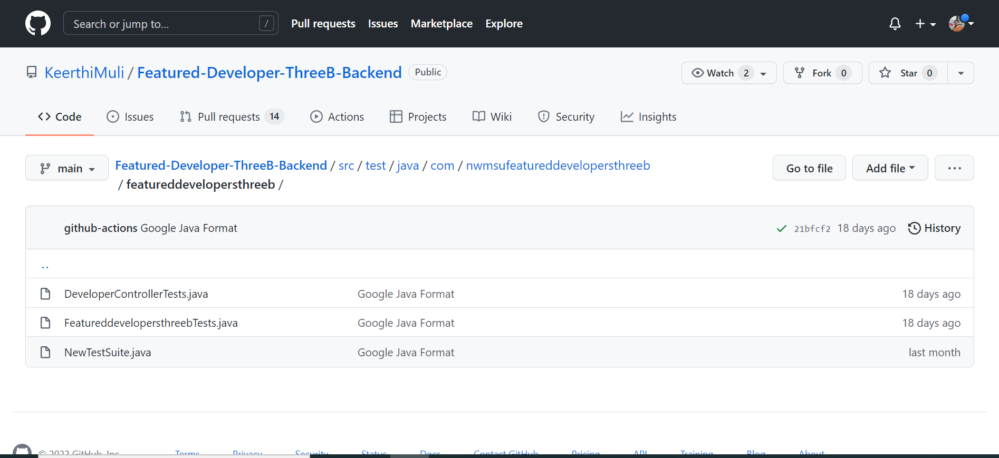 Search or jump to... /
Pull requests Issues Marketplace Explore
KeerthiMuli / Featured-Developer-ThreeB-Backend Public
Watch 2 Fork 0 Star 0
Code Issues Pull requests 14 Actions Projects Wiki Security Insights
main
Featured-Developer-ThreeB-Backend / src / test / java / com / nwmsufeatureddevelopersthreeb
/ featureddevelopersthreeb /
Go to file Add file ...
github-actions Google Java Format 21bfcf2 18 days ago History
..
DeveloperControllerTests.java Google Java Format 18 days ago
FeatureddevelopersthreebTests.java Google Java Format 18 days ago
NewTestSuite.java Google Java Format last month
© 2022 GitHub, Inc. Terms Privacy Security Status Docs Contact GitHub Pricing API Training Blog About